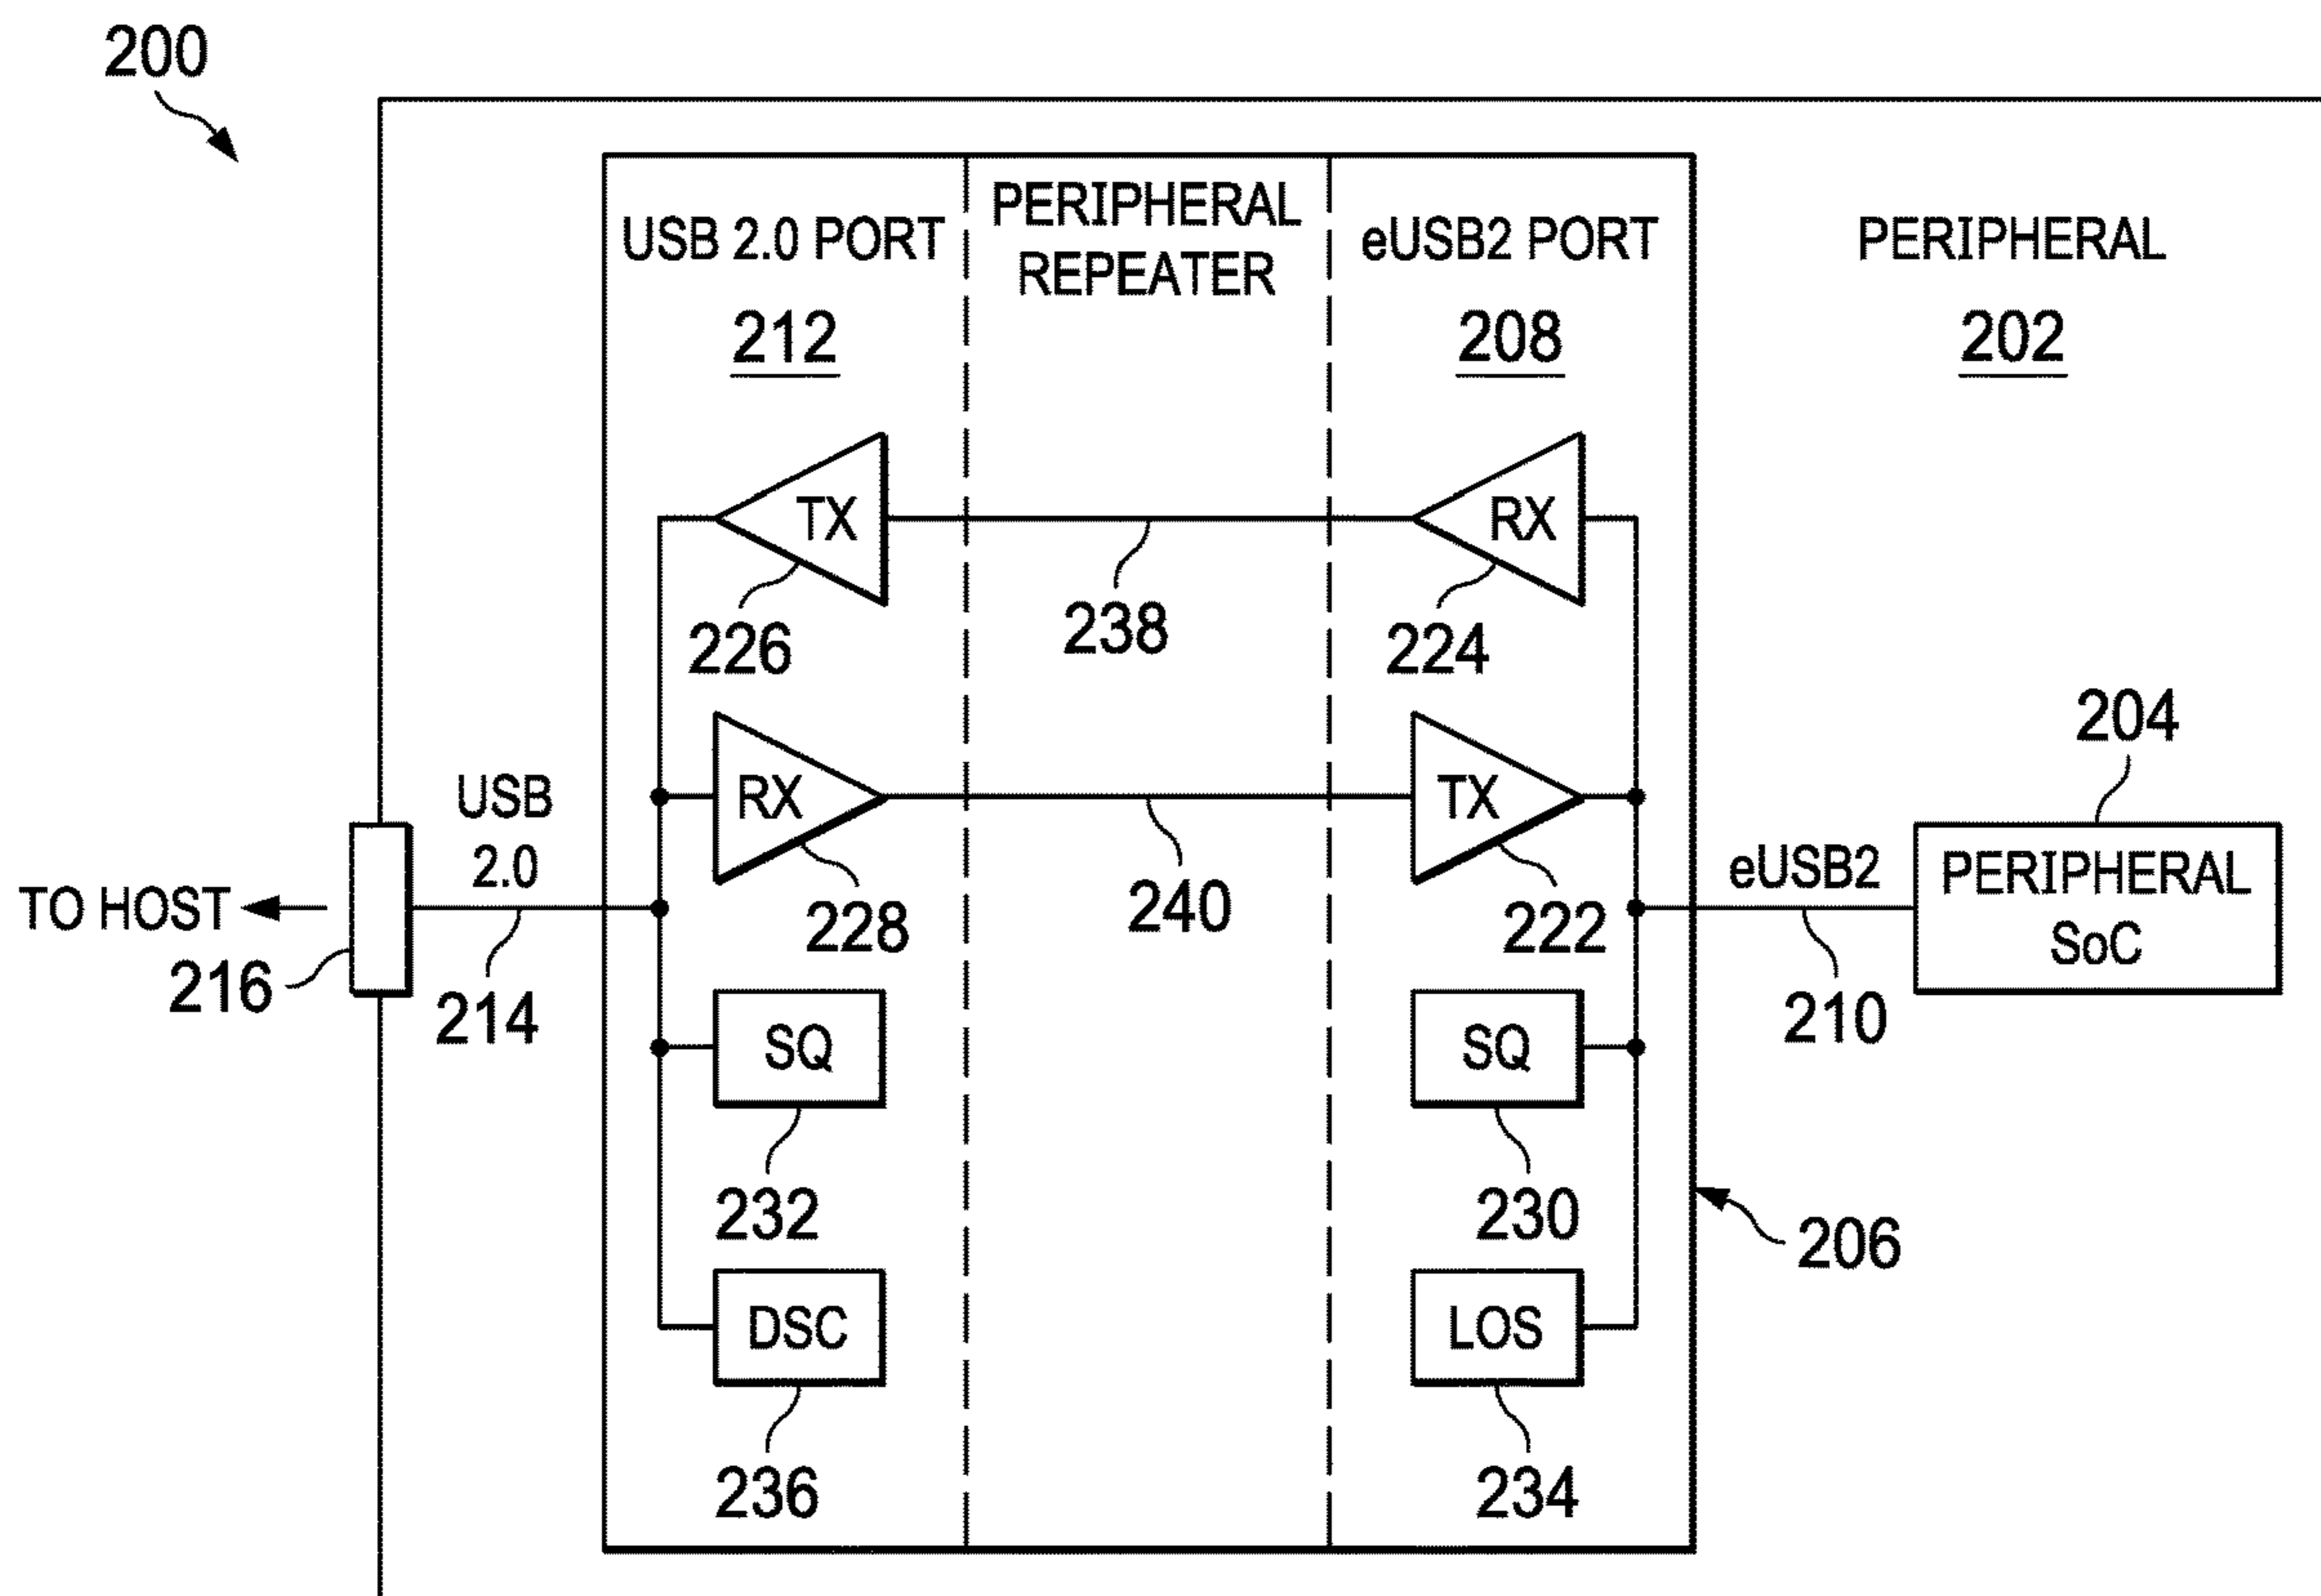 200
USB 2.0 PORT
212
PERIPHERAL
REPEATER
eUSB2 PORT
208
PERIPHERAL
202
TX
226
238
RX
224
RX
228
240
TX
222
204
PERIPHERAL
SoC
USB
2.0
214
TO HOST
216
eUSB2
210
SQ
232
SQ
230
206
DSC
236
LOS
234